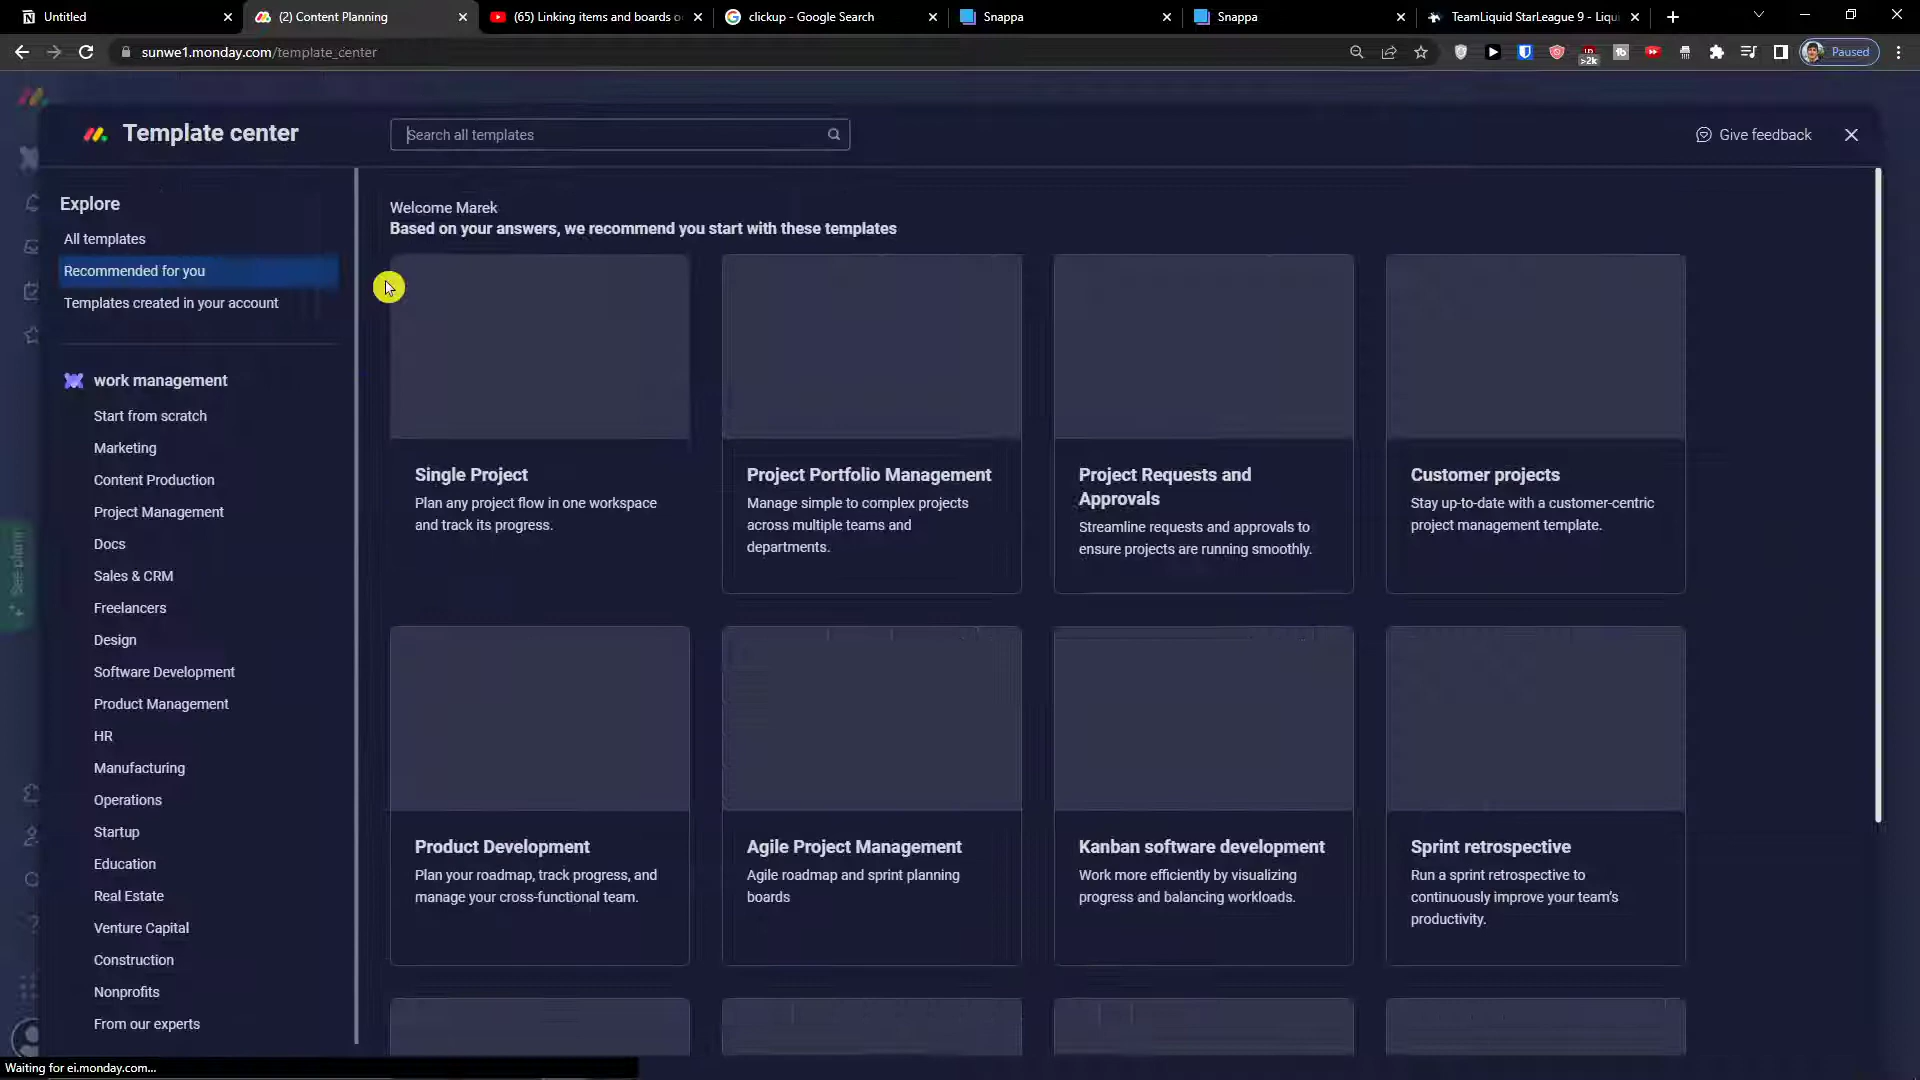 Untitled
(2) Content Planning
(65) Linking items and boards o
clickup - Google Search
Snappa
Snappa
TeamLiquid StarLeague 9 - Liqui
sunwe1.monday.com/template_center
>2k
Paused
Template center
Search all templates
Give feedback
Explore
All templates
Recommended for you
Templates created in your account
work management
Start from scratch
Marketing
Content Production
Project Management
Docs
Sales & CRM
Freelancers
Design
Software Development
Product Management
HR
Manufacturing
Operations
Startup
Education
Real Estate
Venture Capital
Construction
Nonprofits
From our experts
See plans
Welcome Marek
Based on your answers, we recommend you start with these templates
Single Project
Plan any project flow in one workspace
and track its progress.
Project Portfolio Management
Manage simple to complex projects
across multiple teams and
departments.
Project Requests and
Approvals
Streamline requests and approvals to
ensure projects are running smoothly.
Customer projects
Stay up-to-date with a customer-centric
project management template.
Product Development
Plan your roadmap, track progress, and
manage your cross-functional team.
Agile Project Management
Agile roadmap and sprint planning
boards
Kanban software development
Work more efficiently by visualizing
progress and balancing workloads.
Sprint retrospective
Run a sprint retrospective to
continuously improve your team's
productivity.
Waiting for ei.monday.com...